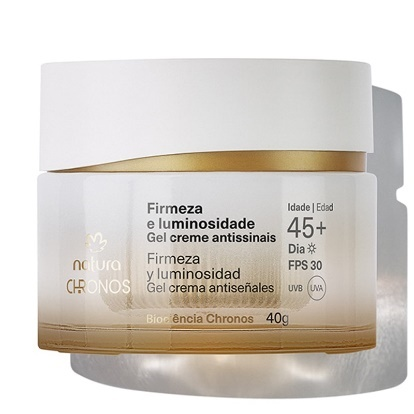 Firmeza
e luminosidade
Gel creme antissinais
Firmeza
y luminosidad
Gel crema antiseñales
Idade | Edad
45+
Dia
FPS 30
UVB UVA
natura
CHRONOS
Biociência Chronos 40g